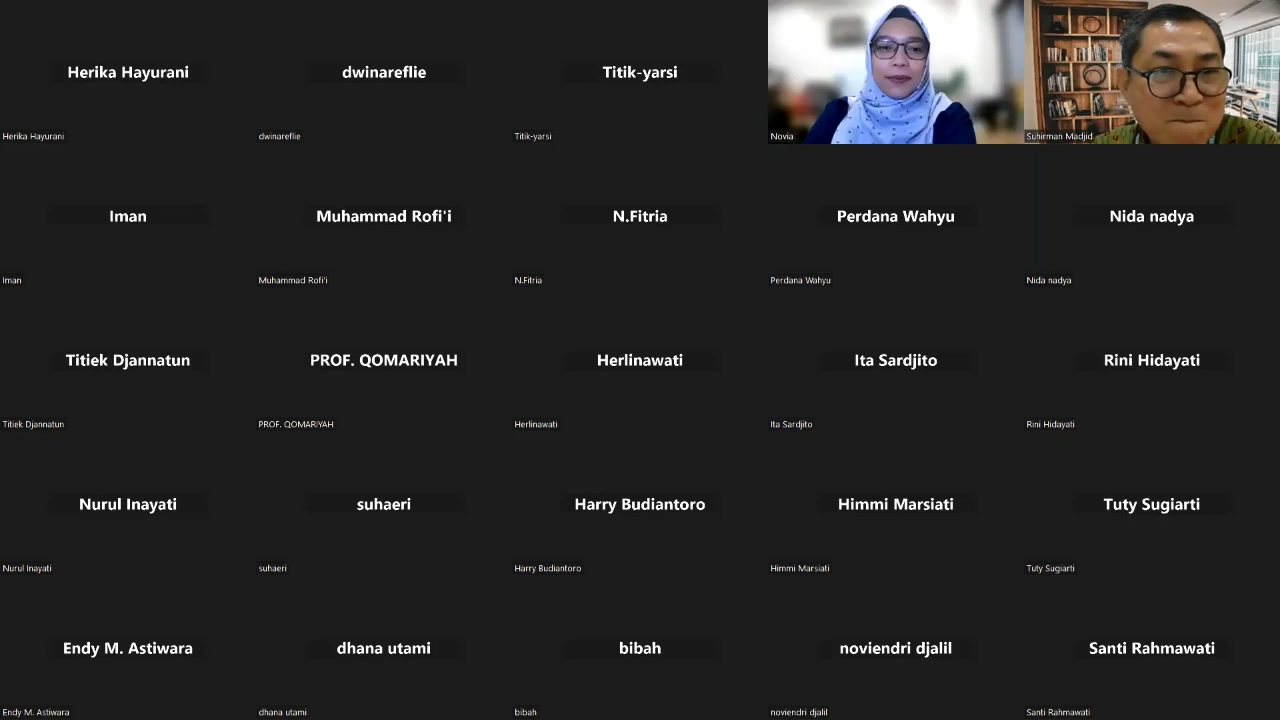 Herika Hayurani
dwinareflie
Titik-yarsi
Herika Hayurani
dwinareflie
Titik-yarsi
Novia
Suhirman Madjid
Iman
Muhammad Rofi'i
N.Fitria
Perdana Wahyu
Nida nadya
Iman
Muhammad Rofi'i
N.Fitria
Perdana Wahyu
Nida nadya
Titiek Djannatun
PROF. QOMARIYAH
Herlinawati
Ita Sardjito
Rini Hidayati
Titiek Djannatun
PROF. QOMARIYAH
Herlinawati
Ita Sardjito
Rini Hidayati
Nurul Inayati
suhaeri
Harry Budiantoro
Himmi Marsiati
Tuty Sugiarti
Nurul Inayati
suhaeri
Harry Budiantoro
Himmi Marsiati
Tuty Sugiarti
Endy M. Astiwara
dhana utami
bibah
noviendri djalil
Santi Rahmawati
Endy M. Astiwara
dhana utami
bibah
noviendri djalil
Santi Rahmawati